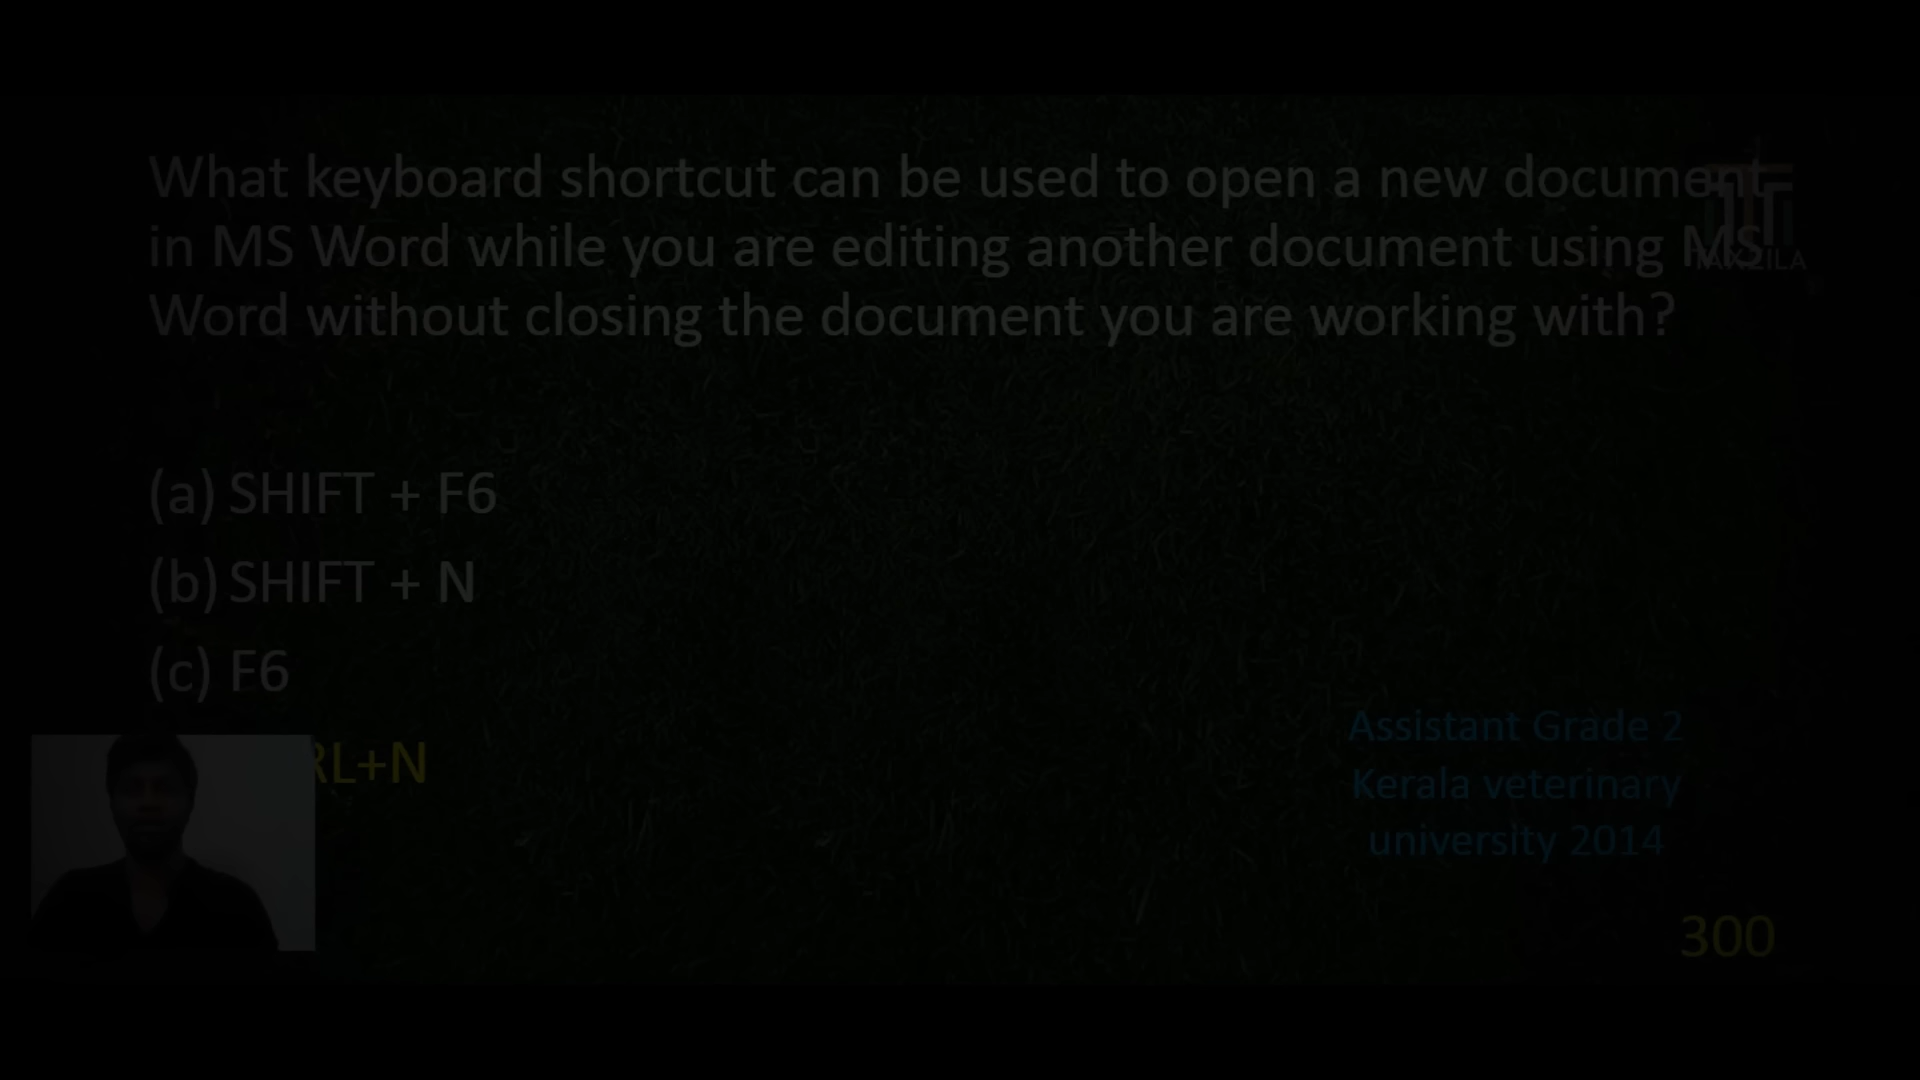 What keyboard shortcut can be used to open a new document
in MS Word while you are editing another document using MS
Word without closing the document you are working with?
(a) SHIFT + F6
(b) SHIFT + N
(c) F6
RL+N
Assistant Grade 2
Kerala veterinary
university 2014
300